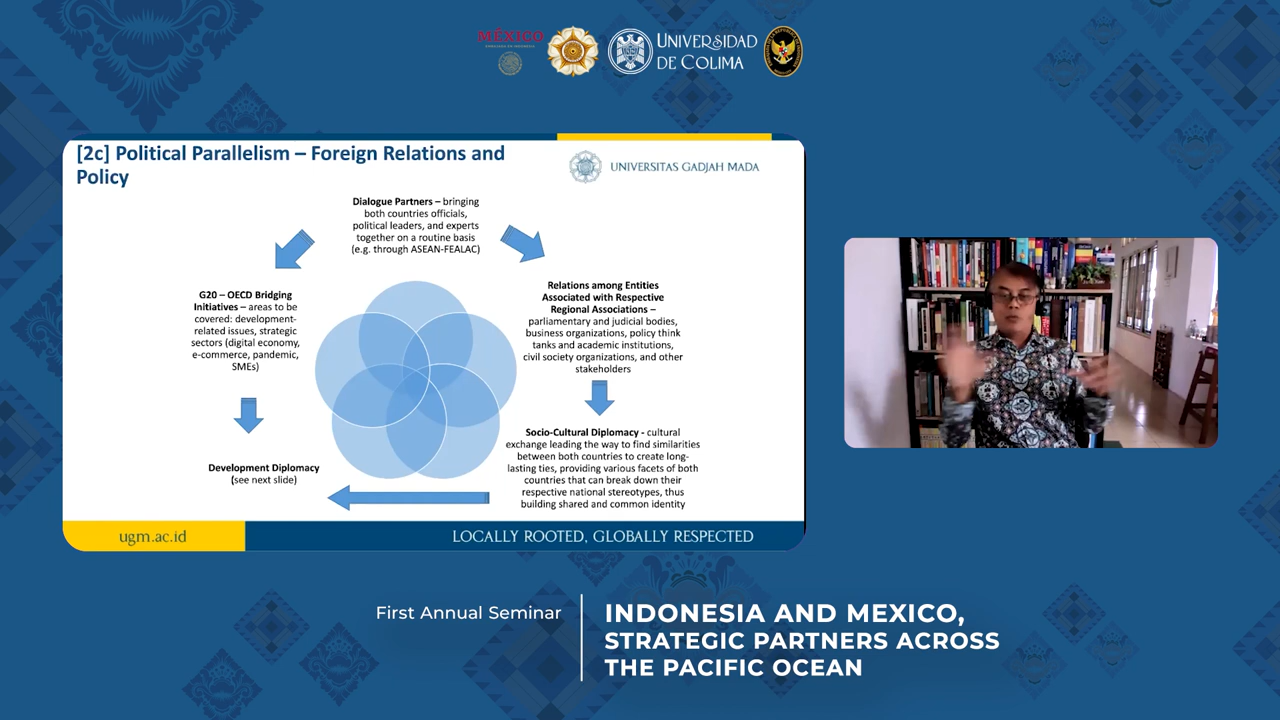 MÉXICO
UNIVERSIDAD
DE COLIMA
[2c] Political Parallelism – Foreign Relations and
Policy
UNIVERSITAS GADJAH MADA
Dialogue Partners – bringing
both countries officials,
political leaders, and experts
together on a routine basis
(e.g. through ASEAN-FEALAC)
G20 – OECD Bridging
Initiatives – areas to be
covered: development-
related issues, strategic
sectors (digital economy,
e-commerce, pandemic,
SMEs)
Relations among Entities
Associated with Respective
Regional Associations –
parliamentary and judicial bodies,
business organizations, policy think
tanks and academic institutions,
civil society organizations, and other
stakeholders
Development Diplomacy
(see next slide)
Socio-Cultural Diplomacy - cultural
exchange leading the way to find similarities
between both countries to create long-
lasting ties, providing various facets of both
countries that can break down their
respective national stereotypes, thus
building shared and common identity
ugm.ac.id
LOCALLY ROOTED, GLOBALLY RESPECTED
First Annual Seminar
INDONESIA AND MEXICO,
STRATEGIC PARTNERS ACROSS
THE PACIFIC OCEAN